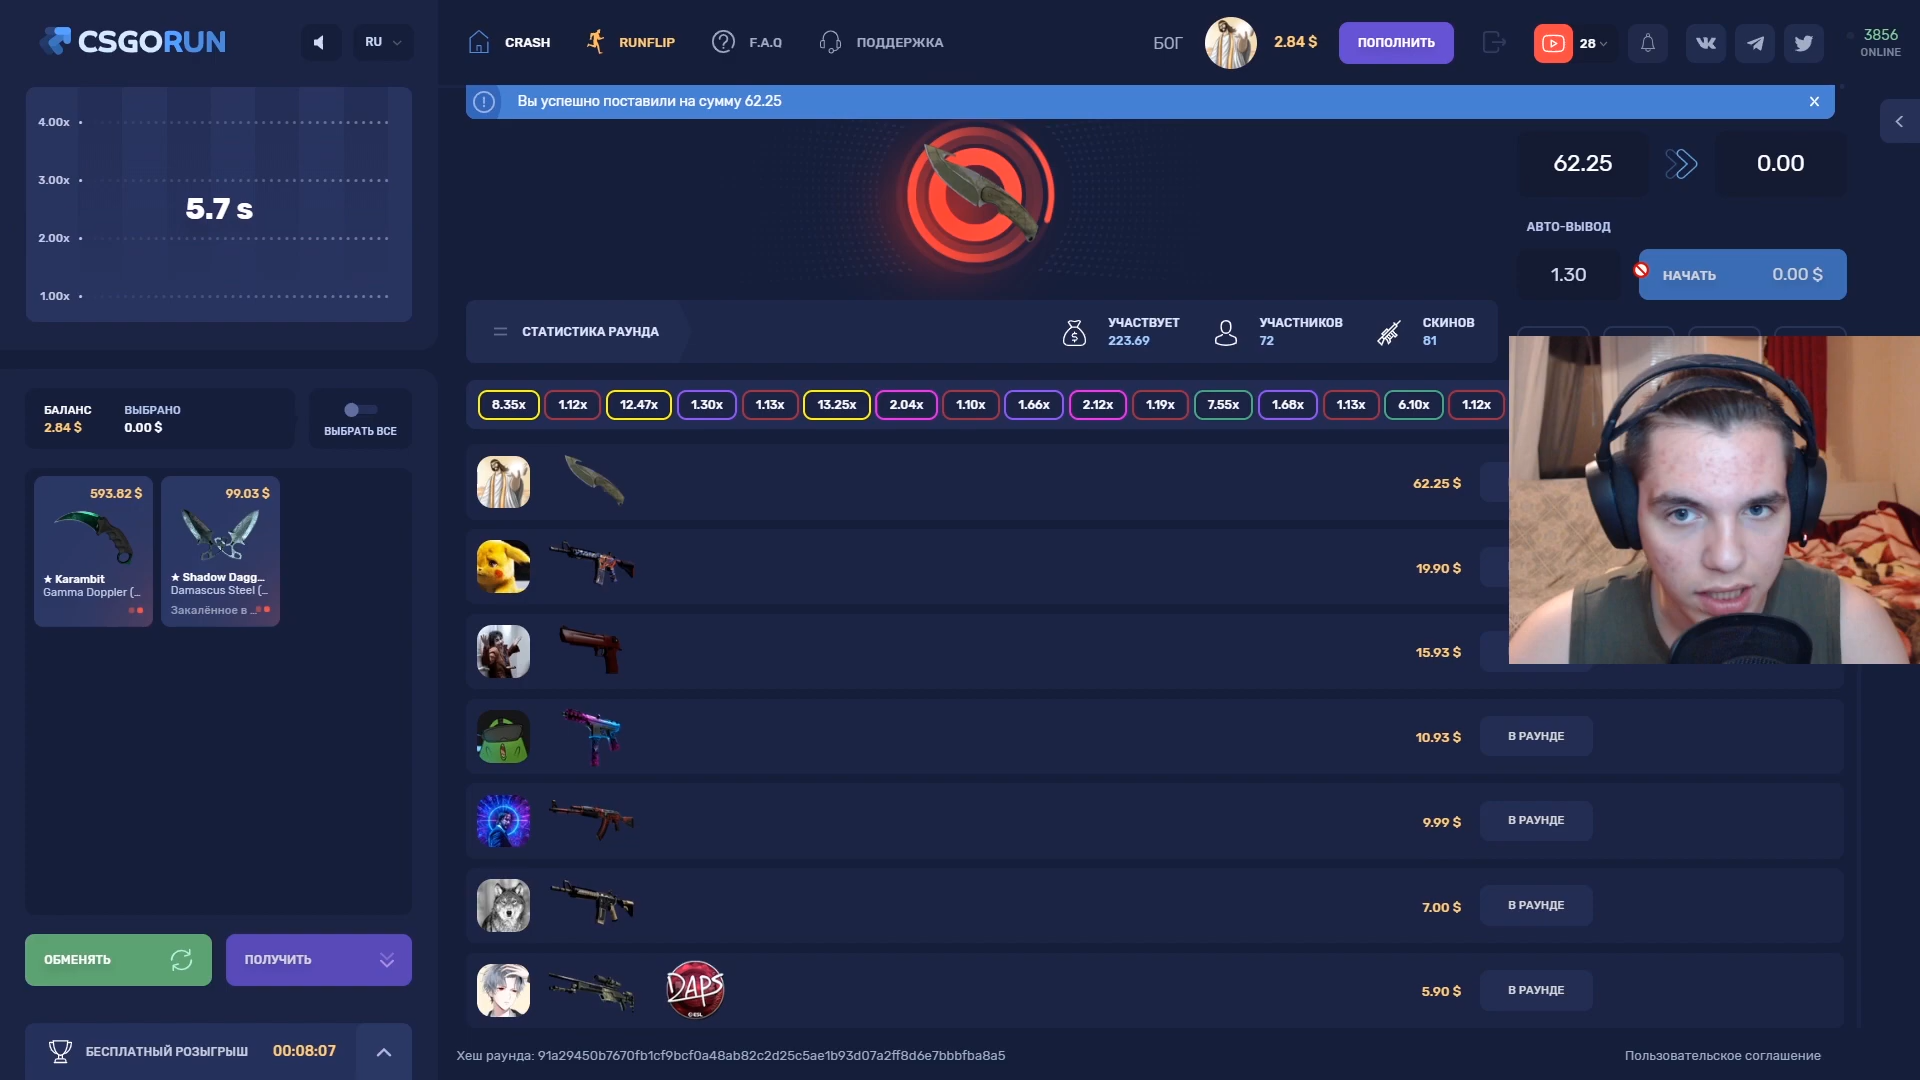 CSGORUN
RU
CRASH
RUNFLIP
F.A.Q
ПОДДЕРЖКА
БОГ
2.84 $
ПОПОЛНИТЬ
28
3856
ONLINE
Вы успешно поставили на сумму 62.25
4.00x
3.00x
2.00x
1.00x
5.7 s
62.25
0.00
АВТО-ВЫВОД
1.30
НАЧАТЬ
0.00 $
СТАТИСТИКА РАУНДА
УЧАСТВУЕТ
223.69
УЧАСТНИКОВ
72
СКИНОВ
81
БАЛАНС
2.84 $
ВЫБРАНО
0.00 $
ВЫБРАТЬ ВСЕ
8.35x 1.12x 12.47x 1.30x 1.13x 13.25x 2.04x 1.10x 1.66x 2.12x 1.19x 7.55x 1.68x 1.13x 6.10x 1.12x
593.82 $
★ Karambit
Gamma Doppler (...
99.03 $
★ Shadow Dagg...
Damascus Steel (...
Закалённое в ...
62.25 $
19.90 $
15.93 $
10.93 $
В РАУНДЕ
9.99 $
В РАУНДЕ
7.00 $
В РАУНДЕ
DAPS
ESL
5.90 $
В РАУНДЕ
ОБМЕНЯТЬ
ПОЛУЧИТЬ
БЕСПЛАТНЫЙ РОЗЫГРЫШ
00:08:07
Хеш раунда: 91a29450b7670fb1cf9bcf0a48ab82c2d25c5ae1b93d07a2ff8d6e7bbbfba8a5
Пользовательское соглашение